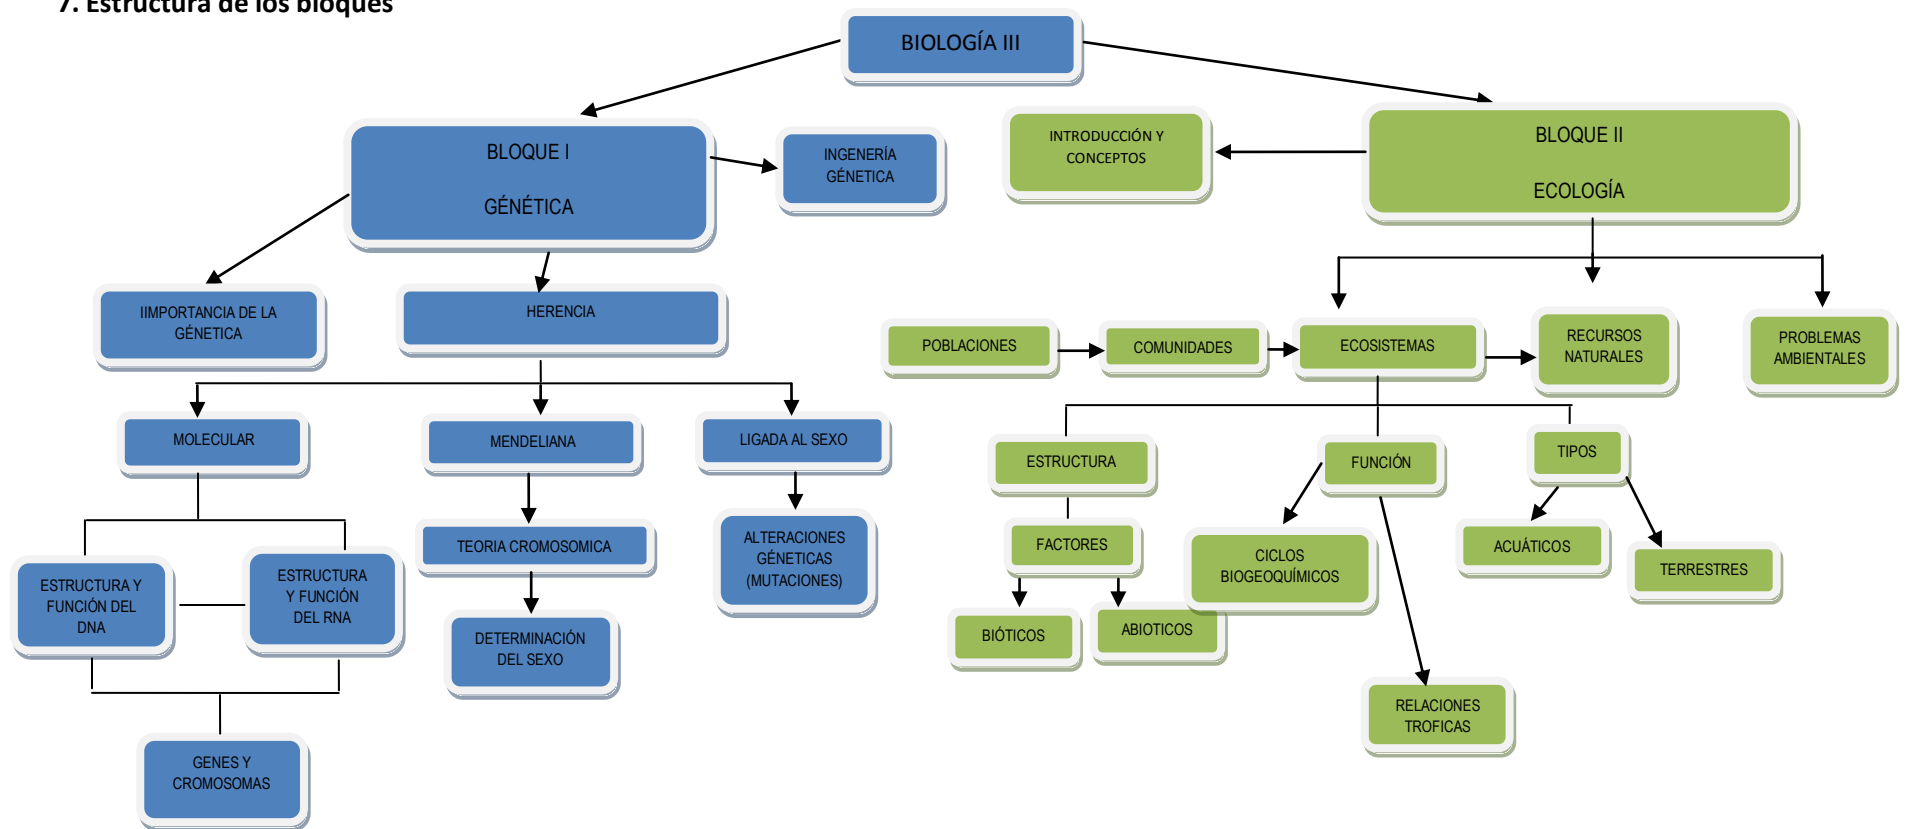 7. Estructura de los bloques
BIOLOGÍA III
BLOQUE I
GÉNÉTICA
INGENERÍA
GÉNETICA
INTRODUCCIÓN Y
CONCEPTOS
BLOQUE II
ECOLOGÍA
IIMPORTANCIA DE LA
GÉNETICA
HERENCIA
POBLACIONES
COMUNIDADES
ECOSISTEMAS
RECURSOS
NATURALES
PROBLEMAS
AMBIENTALES
MOLECULAR
MENDELIANA
LIGADA AL SEXO
ESTRUCTURA
FUNCIÓN
TIPOS
TEORIA CROMOSOMICA
ALTERACIONES
GÉNETICAS
(MUTACIONES)
FACTORES
CICLOS
BIOGEOQUÍMICOS
ACUÁTICOS
TERRESTRES
ESTRUCTURA Y
FUNCIÓN DEL
DNA
ESTRUCTURA
Y FUNCIÓN
DEL RNA
DETERMINACIÓN
DEL SEXO
BIÓTICOS
ABIOTICOS
RELACIONES
TROFICAS
GENES Y
CROMOSOMAS